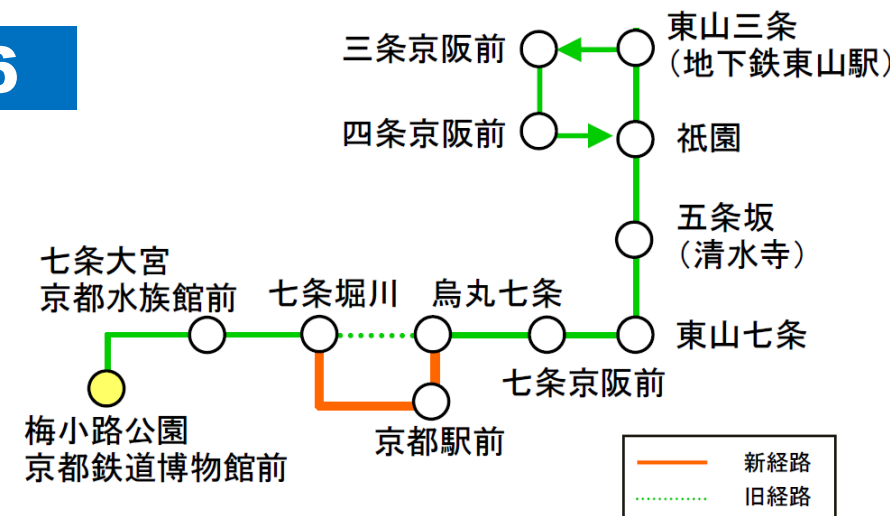 6
三条京阪前
東山三条
（地下鉄東山駅）
四条京阪前
祇園
五条坂
（清水寺）
七条大宮
京都水族館前
七条堀川
烏丸七条
東山七条
七条京阪前
梅小路公園
京都鉄道博物館前
京都駅前
新経路
旧経路